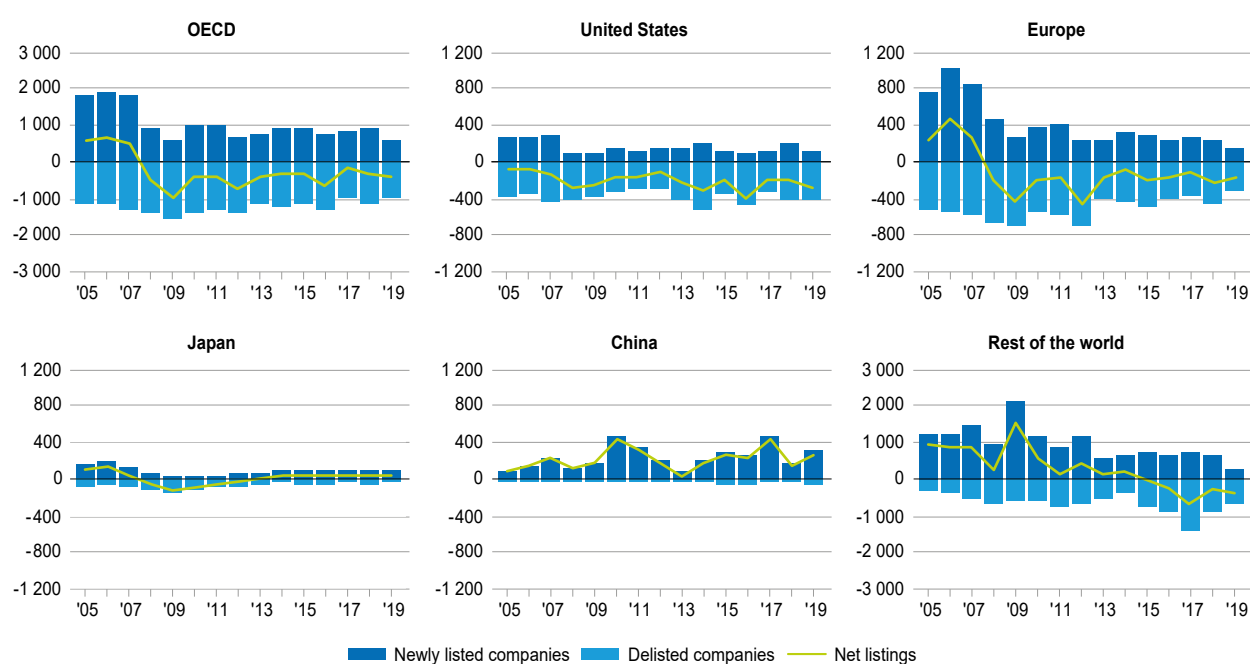 OECD United States Europe
3 000 1 200 1 200
2 000 800 800
1 000 400 400
0 0 0
-1 000 -400 -400
-2 000 -800 -800
-3 000 -1 200 -1 200
'05 '07 '09 '11 '13 '15 '17 '19 '05 '07 '09 '11 '13 '15 '17 '19 '05 '07 '09 '11 '13 '15 '17 '19
Japan China Rest of the world
1 200 1 200 3 000
800 800 2 000
400 400 1 000
0 0 0
-400 -400 -1 000
-800 -800 -2 000
-1 200 -1 200 -3 000
'05 '07 '09 '11 '13 '15 '17 '19 '05 '07 '09 '11 '13 '15 '17 '19 '05 '07 '09 '11 '13 '15 '17 '19
Newly listed companies Delisted companies Net listings